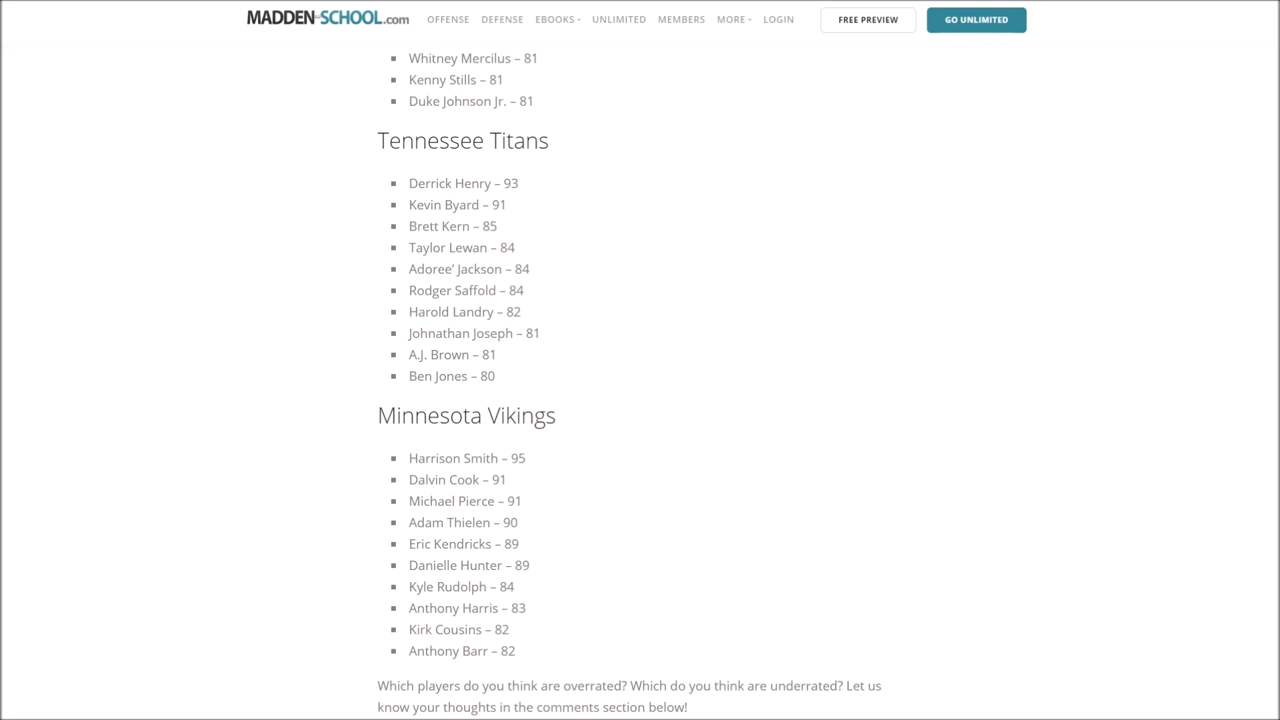 MADDEN-SCHOOL.com OFFENSE DEFENSE EBOOKS UNLIMITED MEMBERS MORE LOGIN FREE PREVIEW GO UNLIMITED
Whitney Mercilus – 81
Kenny Stills – 81
Duke Johnson Jr. – 81
Tennessee Titans
Derrick Henry – 93
Kevin Byard – 91
Brett Kern – 85
Taylor Lewan – 84
Adoree’ Jackson – 84
Rodger Saffold – 84
Harold Landry – 82
Johnathan Joseph – 81
A.J. Brown – 81
Ben Jones – 80
Minnesota Vikings
Harrison Smith – 95
Dalvin Cook – 91
Michael Pierce – 91
Adam Thielen – 90
Eric Kendricks – 89
Danielle Hunter – 89
Kyle Rudolph – 84
Anthony Harris – 83
Kirk Cousins – 82
Anthony Barr – 82
Which players do you think are overrated? Which do you think are underrated? Let us
know your thoughts in the comments section below!